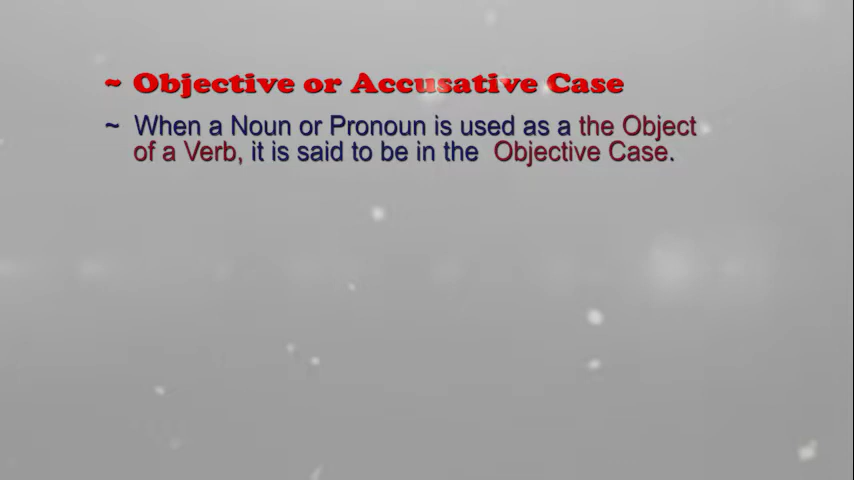 ~ Objective or Accusative Case
~ When a Noun or Pronoun is used as a the Object
of a Verb, it is said to be in the Objective Case.